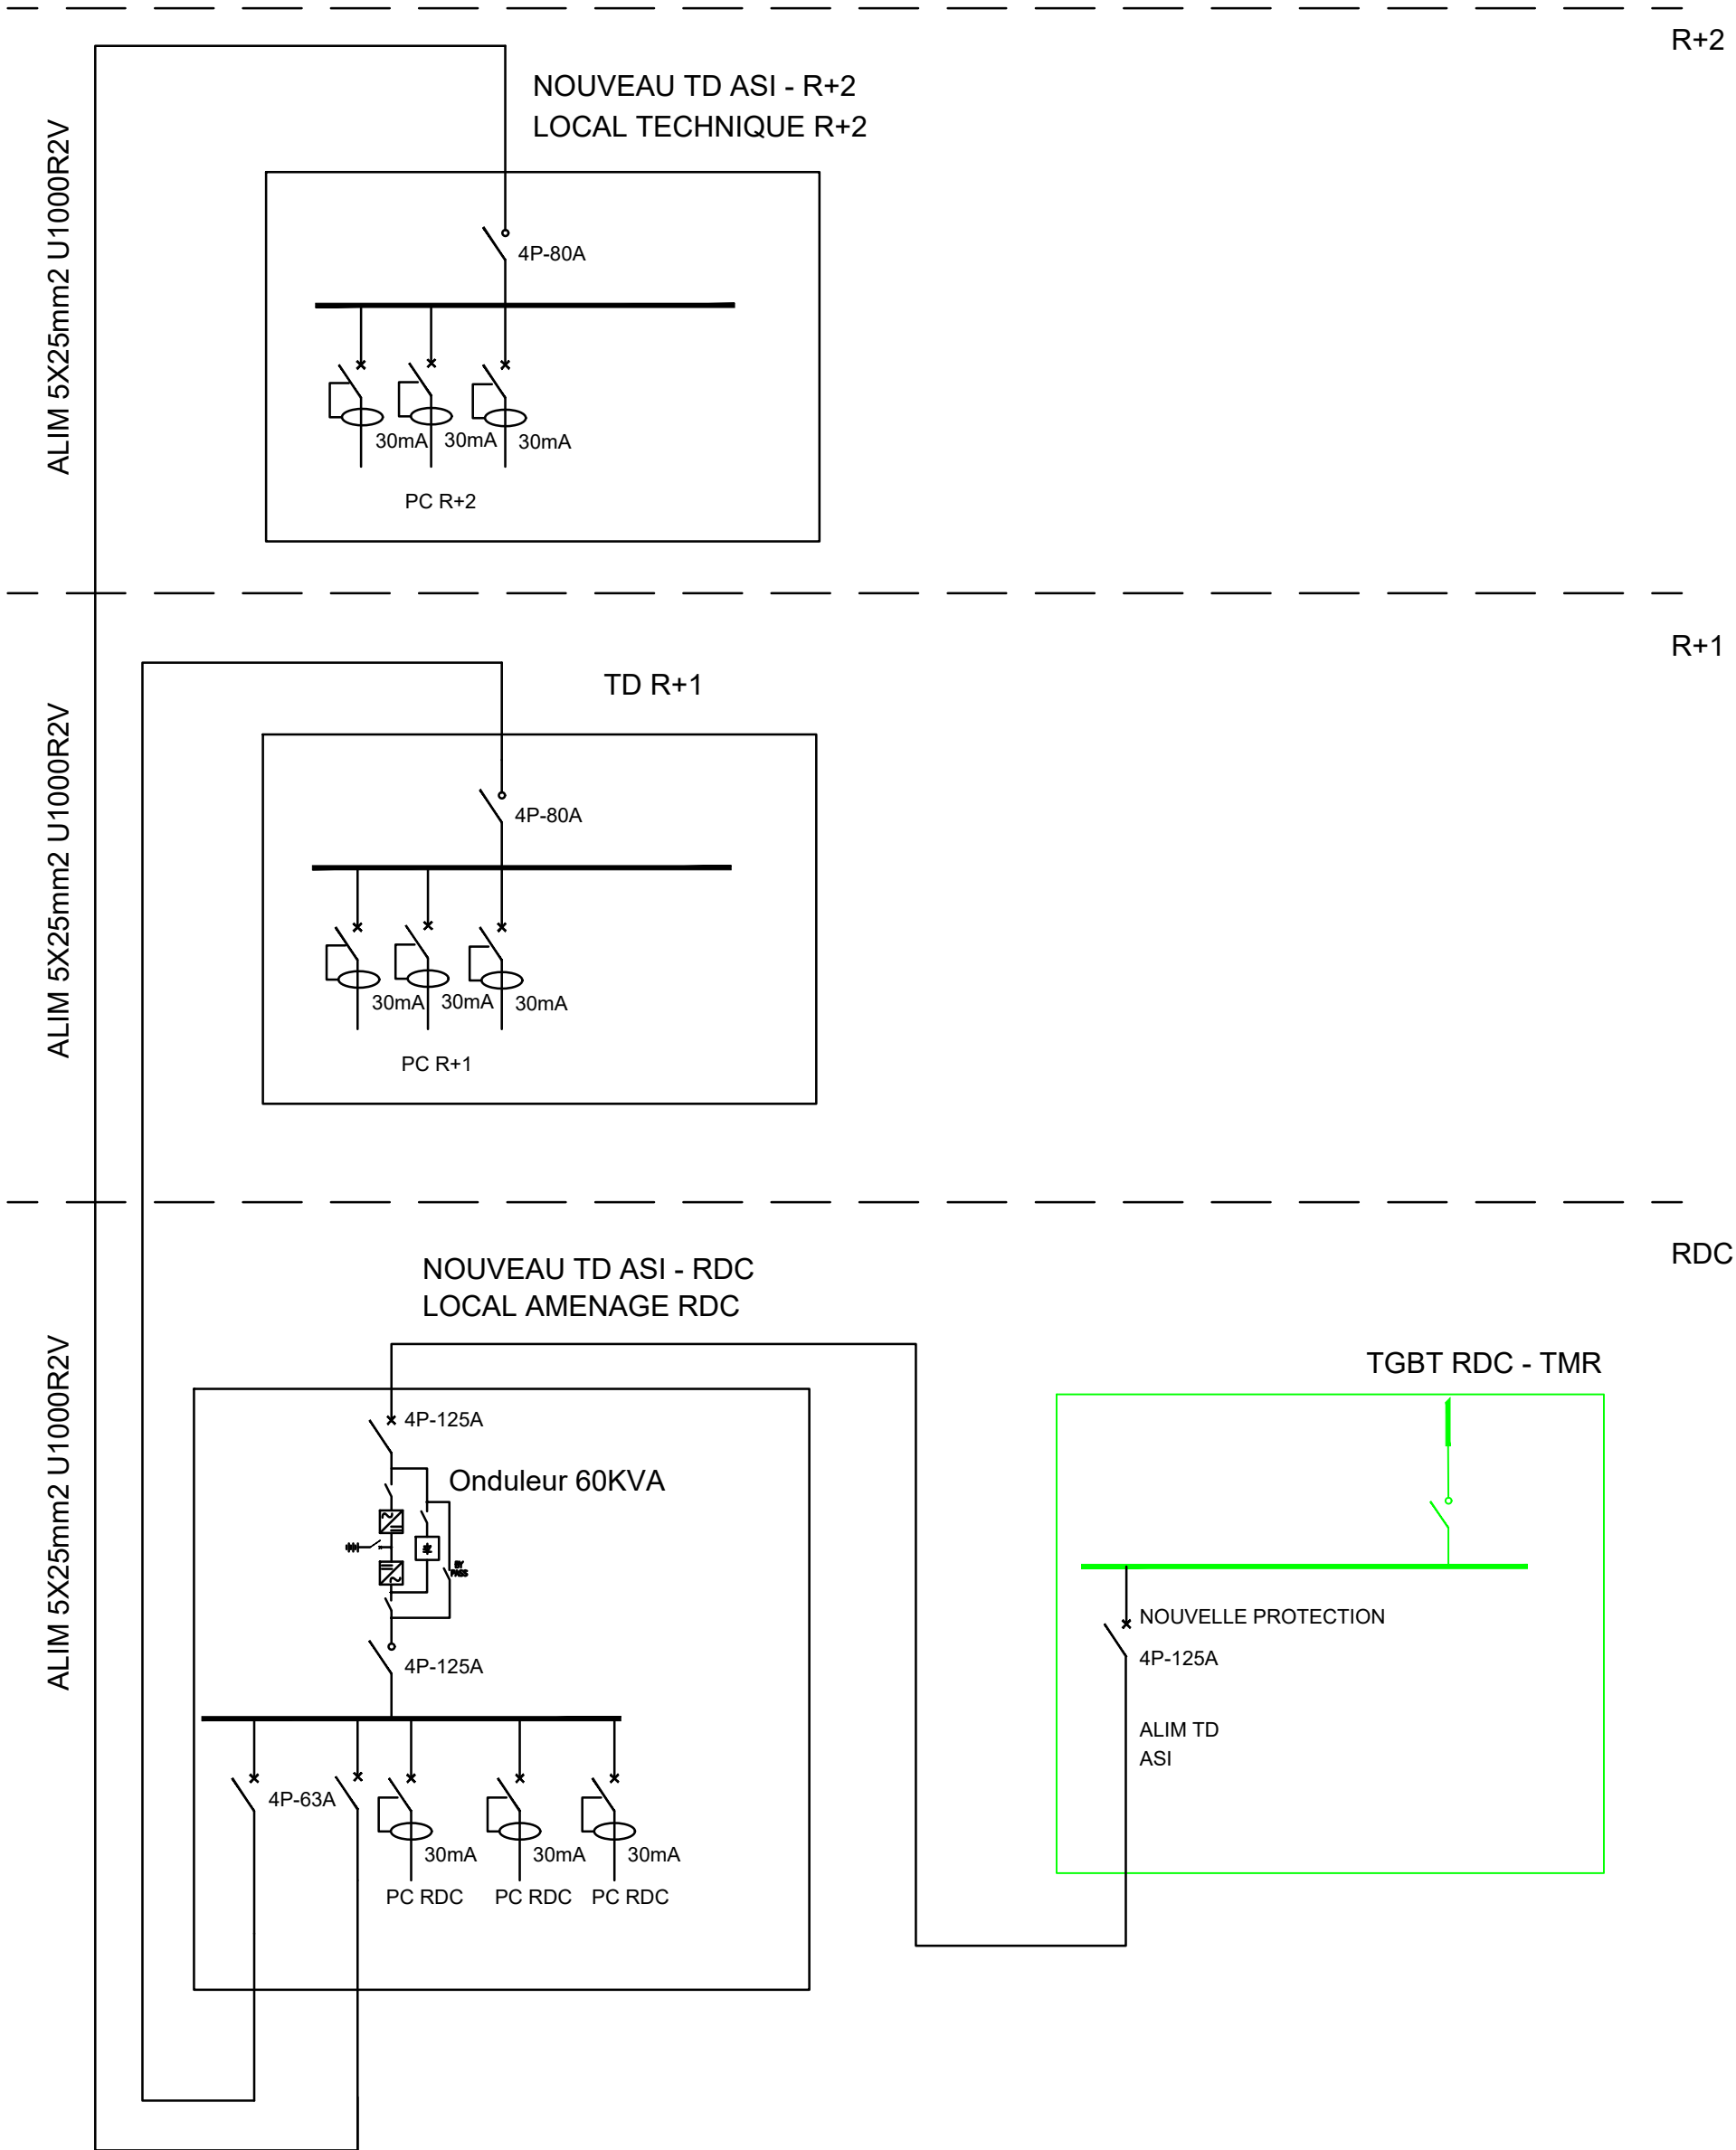 R+2
NOUVEAU TD ASI - R+2
LOCAL TECHNIQUE R+2
ALIM 5X25mm2 U1000R2V
4P-80A
30mA
30mA
30mA
PC R+2
R+1
TD R+1
ALIM 5X25mm2 U1000R2V
4P-80A
30mA
30mA
30mA
PC R+1
RDC
NOUVEAU TD ASI - RDC
LOCAL AMENAGE RDC
ALIM 5X25mm2 U1000R2V
4P-125A
Onduleur 60KVA
BY
PASS
4P-125A
4P-63A
30mA
30mA
30mA
PC RDC
PC RDC
PC RDC
TGBT RDC - TMR
NOUVELLE PROTECTION
4P-125A
ALIM TD
ASI